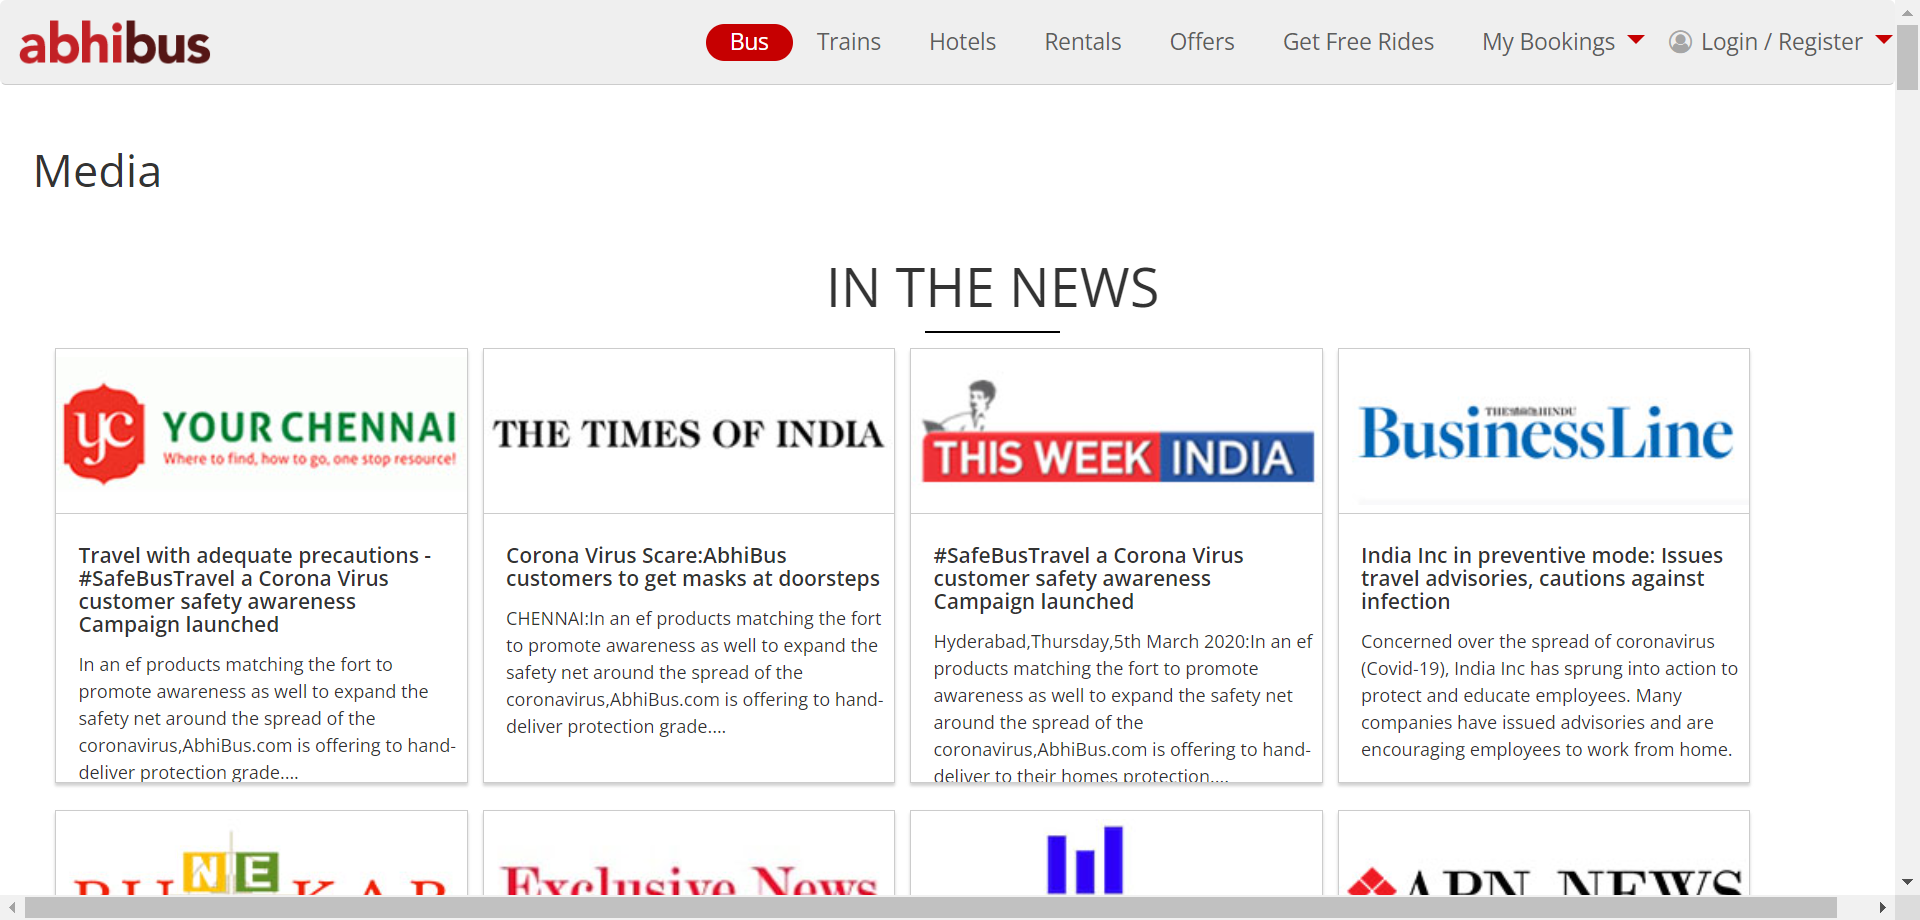 abhibus
Bus Trains Hotels Rentals Offers Get Free Rides My Bookings Login / Register
Media
IN THE NEWS
yc YOUR CHENNAI
Where to find, how to go, one stop resource!
Travel with adequate precautions -
#SafeBusTravel a Corona Virus
customer safety awareness
Campaign launched
In an ef products matching the fort to
promote awareness as well to expand the
safety net around the spread of the
coronavirus,AbhiBus.com is offering to hand-
deliver protection grade....
THE TIMES OF INDIA
Corona Virus Scare:AbhiBus
customers to get masks at doorsteps
CHENNAI:In an ef products matching the fort
to promote awareness as well to expand the
safety net around the spread of the
coronavirus,AbhiBus.com is offering to hand-
deliver protection grade....
THIS WEEK INDIA
#SafeBusTravel a Corona Virus
customer safety awareness
Campaign launched
Hyderabad,Thursday,5th March 2020:In an ef
products matching the fort to promote
awareness as well to expand the safety net
around the spread of the
coronavirus,AbhiBus.com is offering to hand-
deliver to their homes protection....
BusinessLine
India Inc in preventive mode: Issues
travel advisories, cautions against
infection
Concerned over the spread of coronavirus
(Covid-19), India Inc has sprung into action to
protect and educate employees. Many
companies have issued advisories and are
encouraging employees to work from home.
Exclusive News